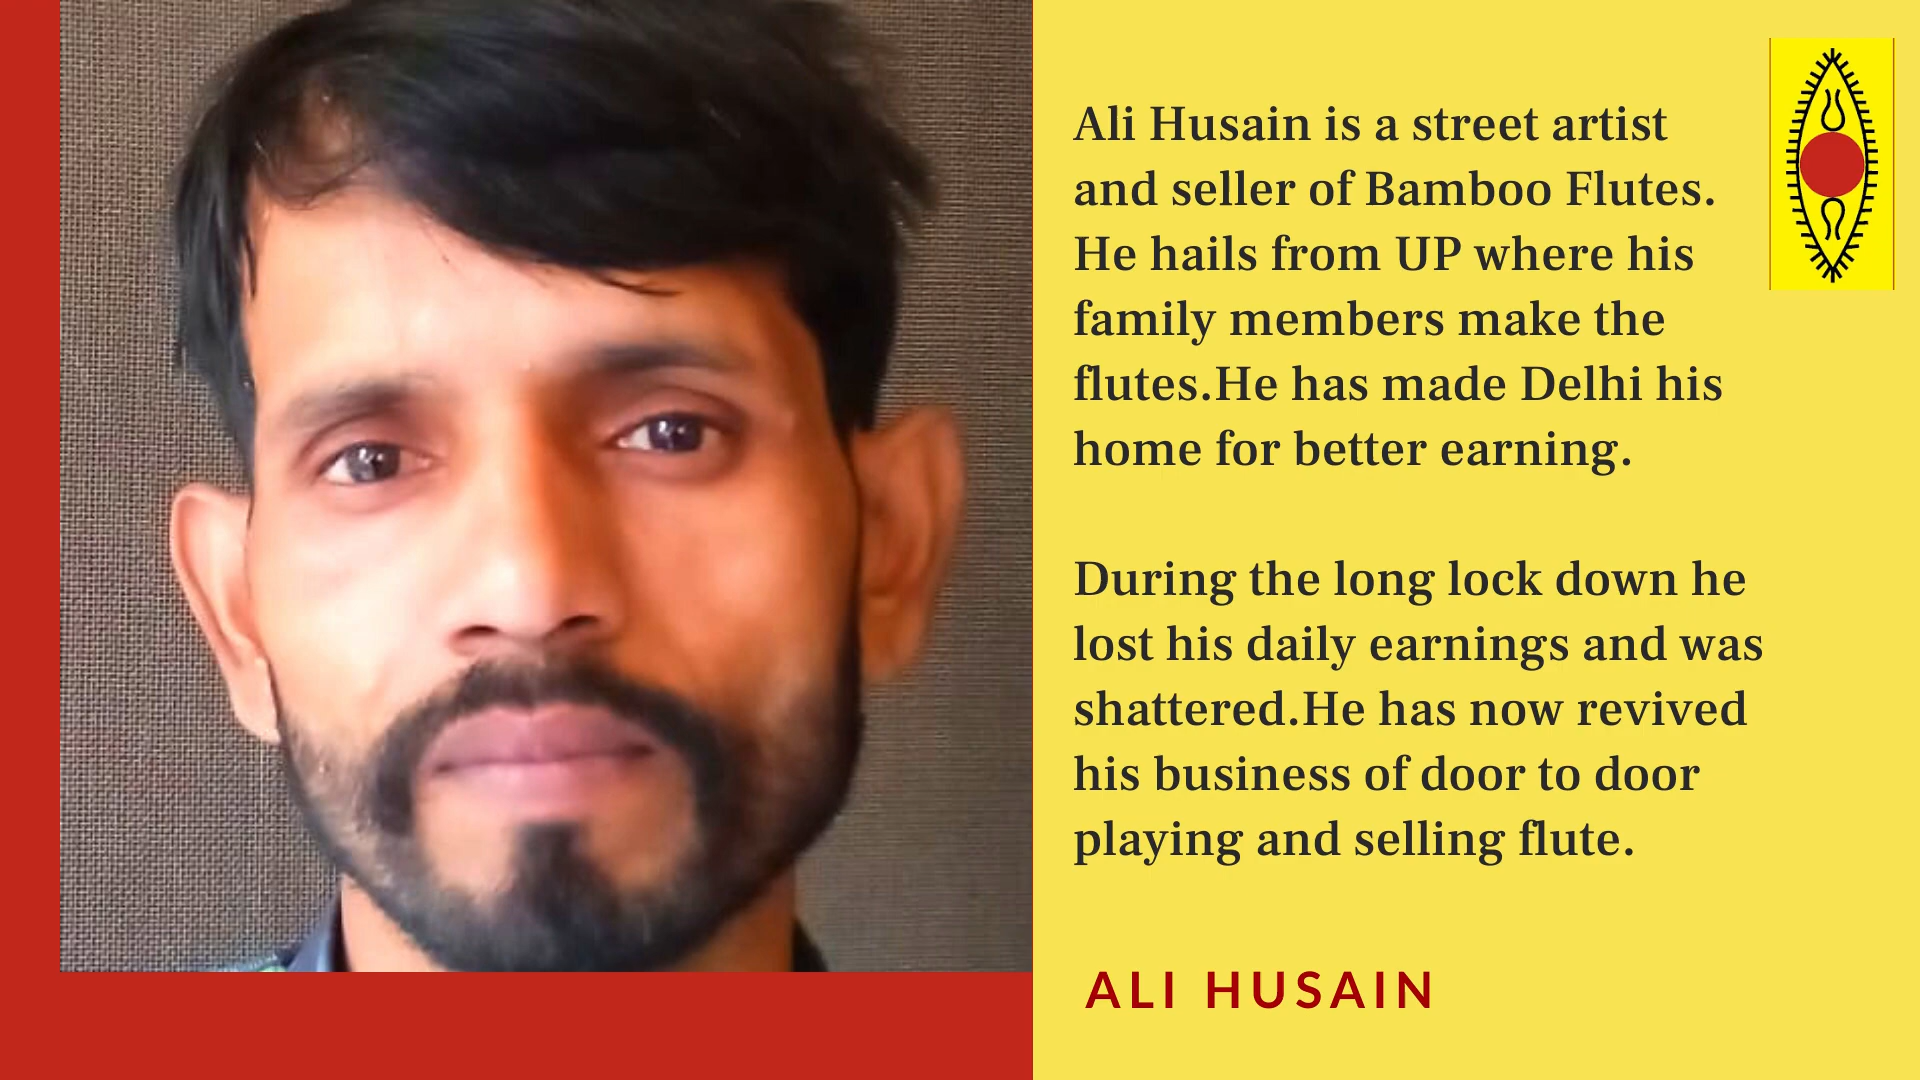 Ali Husain is a street artist
and seller of Bamboo Flutes.
He hails from UP where his
family members make the
flutes.He has made Delhi his
home for better earning.
During the long lock down he
lost his daily earnings and was
shattered.He has now revived
his business of door to door
playing and selling flute.
ALI HUSAIN